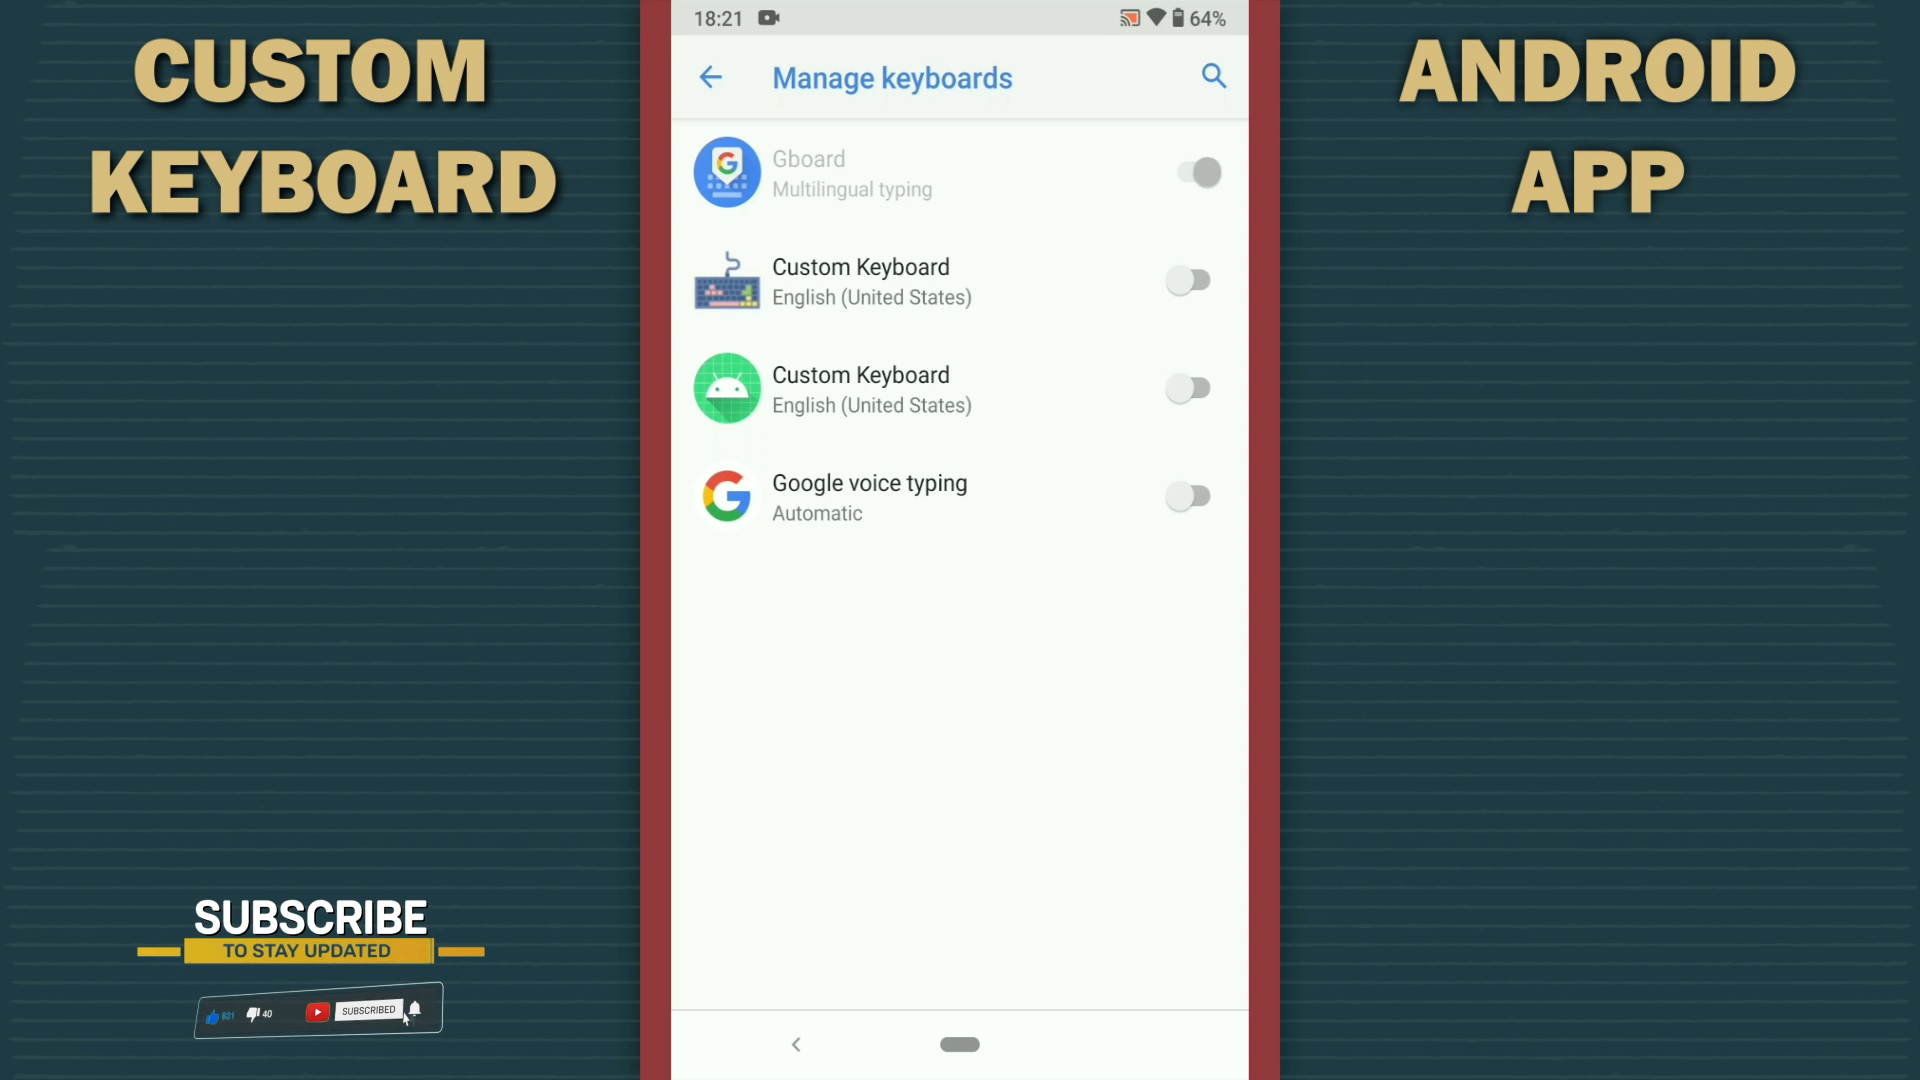 CUSTOM
KEYBOARD
18:21
64%
Manage keyboards
Gboard
Multilingual typing
Custom Keyboard
English (United States)
Custom Keyboard
English (United States)
Google voice typing
Automatic
ANDROID
APP
SUBSCRIBE
TO STAY UPDATED
831 40 SUBSCRIBED